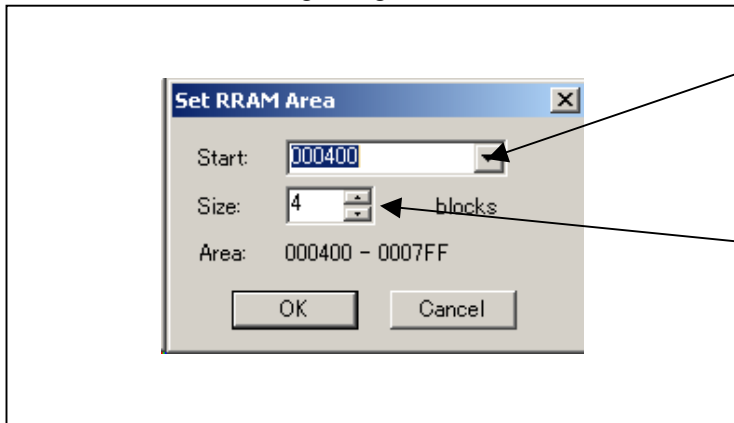 Set RRAM Area
Start: 000400
Size: 4 blocks
Area: 000400 - 0007FF
OK Cancel